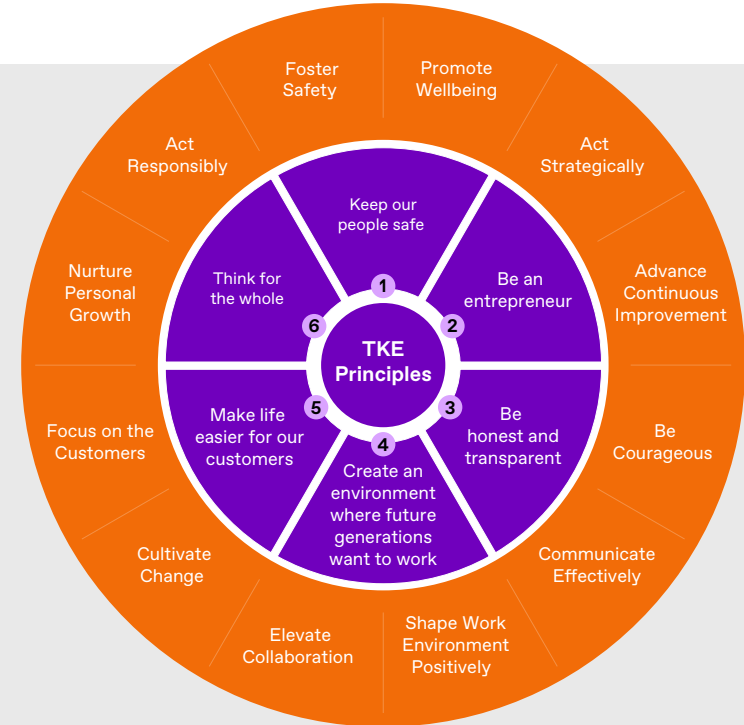 Foster
Safety
Promote
Wellbeing
Act
Strategically
Advance
Continuous
Improvement
Be
Courageous
Communicate
Effectively
Shape Work
Environment
Positively
Elevate
Collaboration
Cultivate
Change
Focus on the
Customers
Nurture
Personal
Growth
Act
Responsibly
Keep our
people safe
1
Be an
entrepreneur
2
Be
honest and
transparent
3
4
Create an
environment
where future
generations
want to work
Make life
easier for our
customers
5
Think for
the whole
6
TKE
Principles